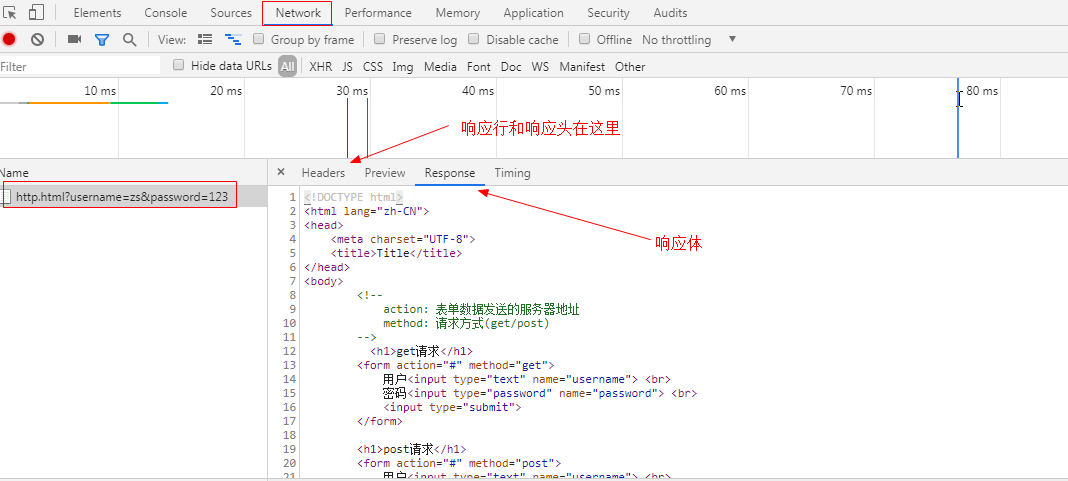 Elements Console Sources Network Performance Memory Application Security Audits
View: Group by frame Preserve log Disable cache Offline No throttling
Filter Hide data URLs All XHR JS CSS Img Media Font Doc WS Manifest Other
10 ms 20 ms 30 ms 40 ms 50 ms 60 ms 70 ms 80 ms
响应行和响应头在这里
Name
× Headers Preview Response Timing
http.html?username=zs&password=123
响应体
1 <!DOCTYPE html>
2 <html lang="zh-CN">
3 <head>
4 <meta charset="UTF-8">
5 <title>Title</title>
6 </head>
7 <body>
8 <!--
9 action: 表单数据发送的服务器地址
10 method: 请求方式(get/post)
11 -->
12 <h1>get请求</h1>
13 <form action="#" method="get">
14 用户<input type="text" name="username"> <br>
15 密码<input type="password" name="password"> <br>
16 <input type="submit">
17 </form>
18
19 <h1>post请求</h1>
20 <form action="#" method="post">
21 用户<input type="text" name="username"> <br>